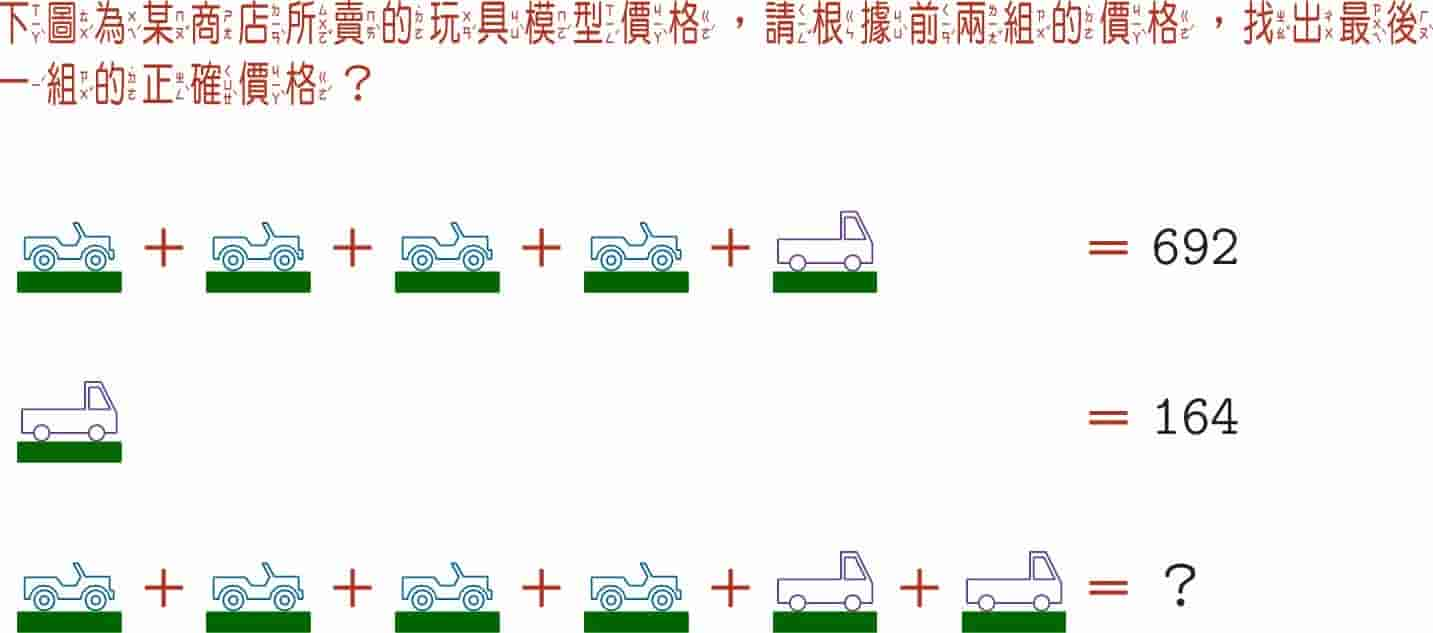 下圖為某商店所賣的玩具模型價格，請根據前兩組的價格，找出最後
一組的正確價格？
+ + + + = 692
= 164
+ + + + + = ?